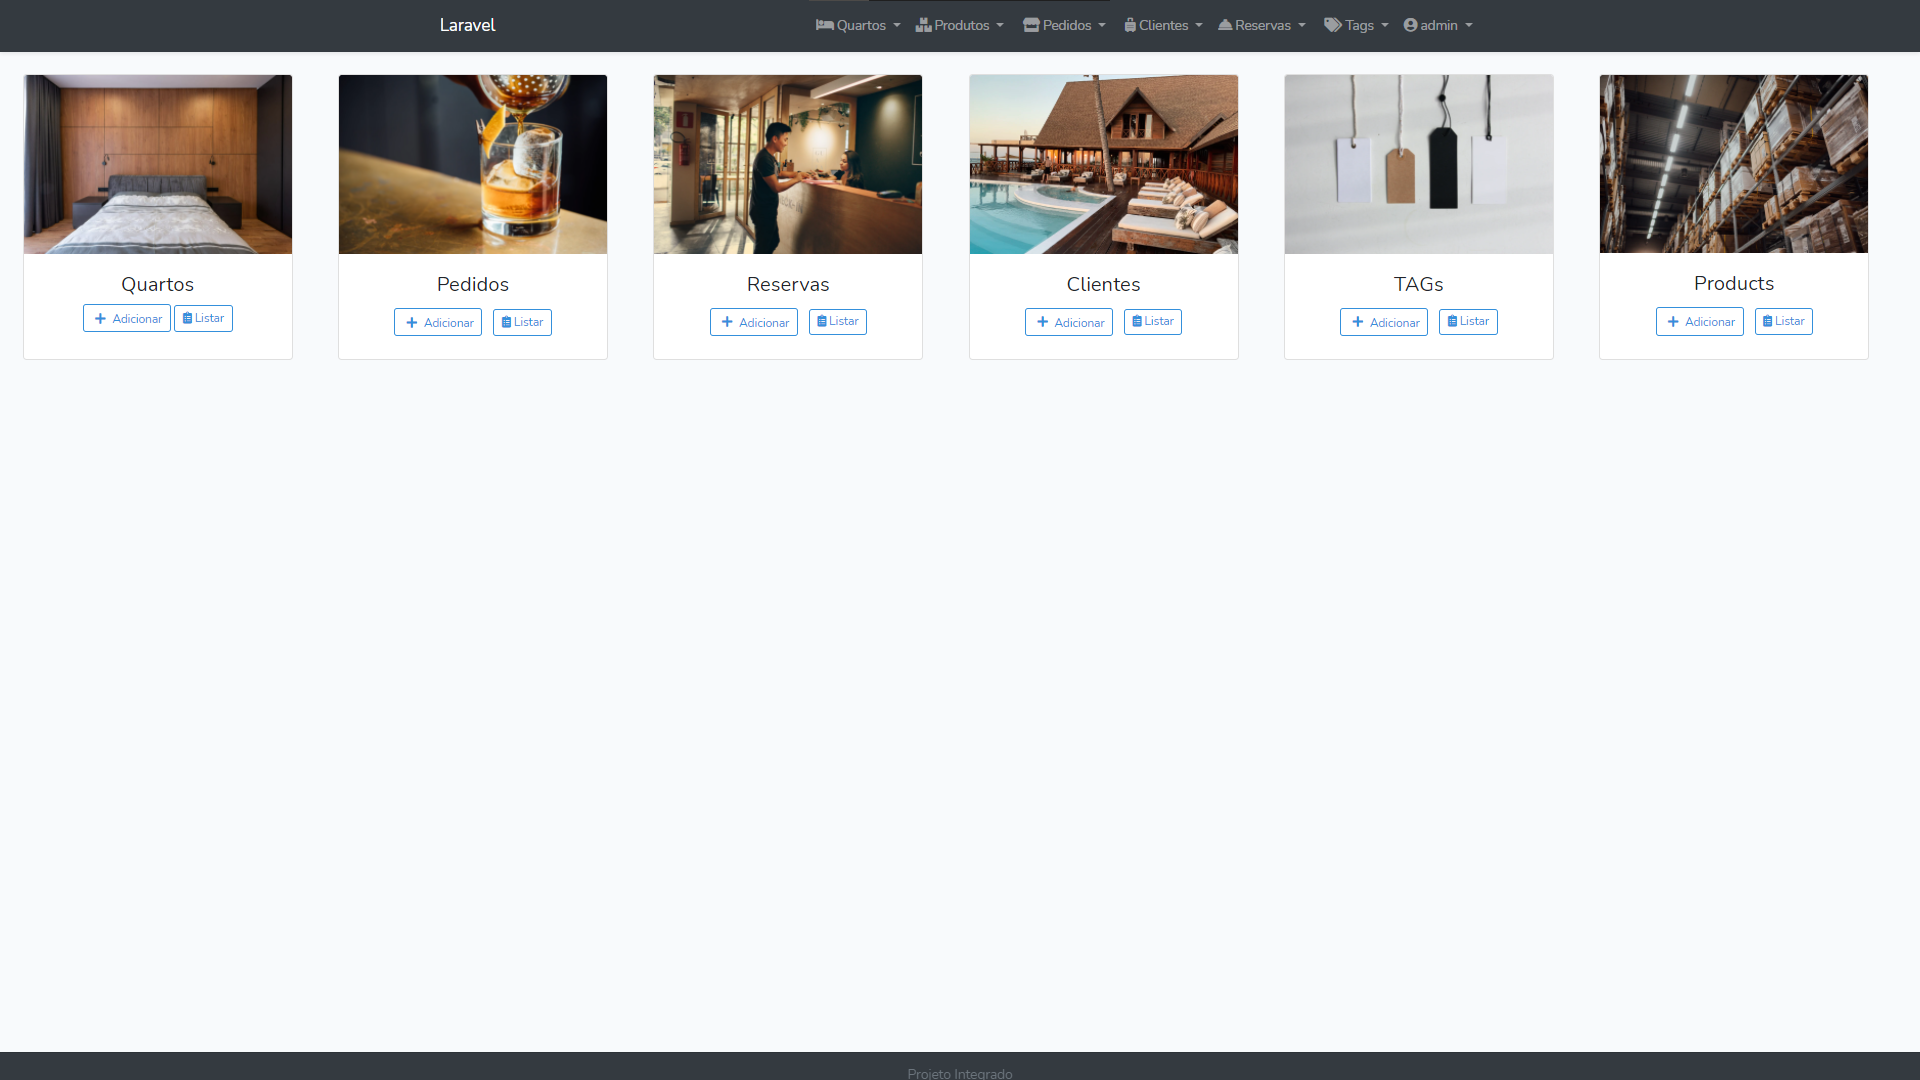 Laravel Quartos Produtos Pedidos Clientes Reservas Tags admin
Quartos
Adicionar Listar
Pedidos
Adicionar Listar
Reservas
Adicionar Listar
Clientes
Adicionar Listar
TAGs
Adicionar Listar
Products
Adicionar Listar
Projeto Integrado